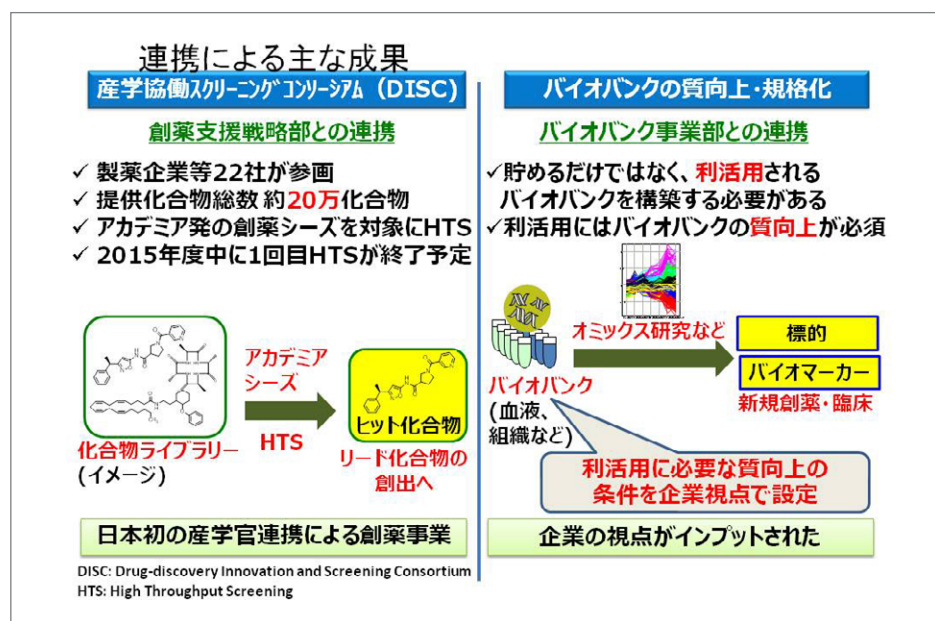 連携による主な成果
産学協働ｽｸﾘｰﾆﾝｸﾞｺﾝｿｰｼｱﾑ（DISC)
創薬支援戦略部との連携
✓ 製薬企業等22社が参画
✓ 提供化合物総数 約20万化合物
✓ アカデミア発の創薬シーズを対象にHTS
✓ 2015年度中に1回目HTSが終了予定
アカデミア
シーズ
HTS
化合物ライブラリー
(イメージ)
ヒット化合物
リード化合物の
創出へ
日本初の産学官連携による創薬事業
DISC: Drug-discovery Innovation and Screening Consortium
HTS: High Throughput Screening
バイオバンクの質向上・規格化
バイオバンク事業部との連携
✓貯めるだけではなく、利活用される
バイオバンクを構築する必要がある
✓利活用にはバイオバンクの質向上が必須
オミックス研究など
バイオバンク
(血液、
組織など)
標的
バイオマーカー
新規創薬・臨床
利活用に必要な質向上の
条件を企業視点で設定
企業の視点がインプットされた